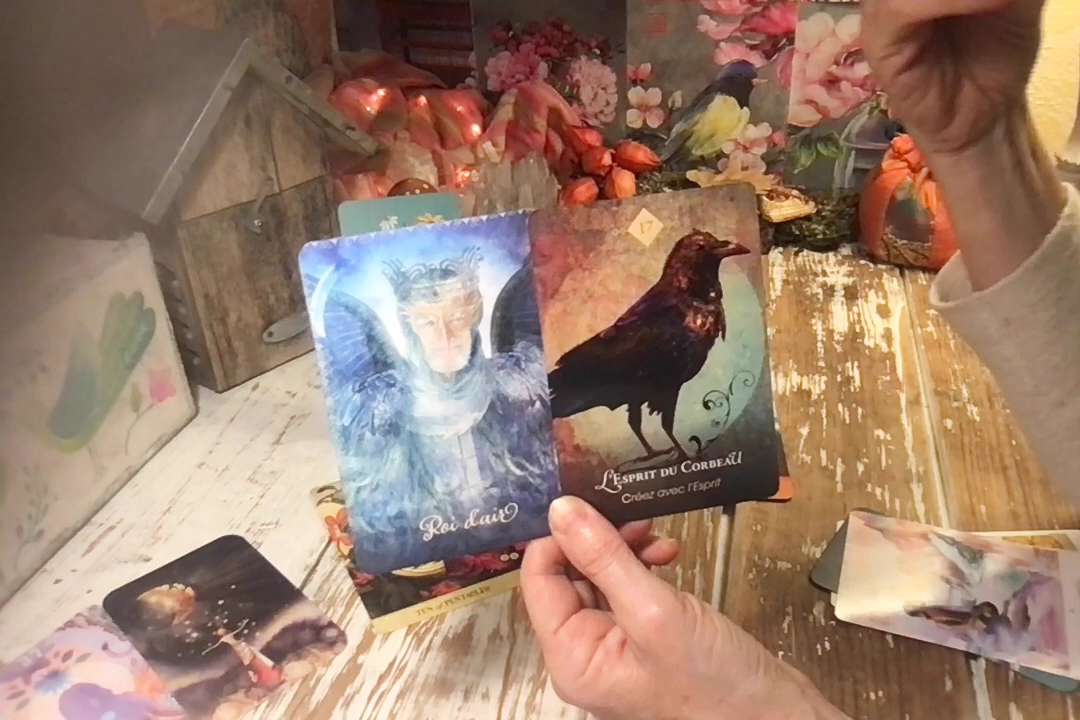 17
Roi d'air
L'Esprit du Corbeau
Créez avec l'Esprit
TEN of PENTACLES